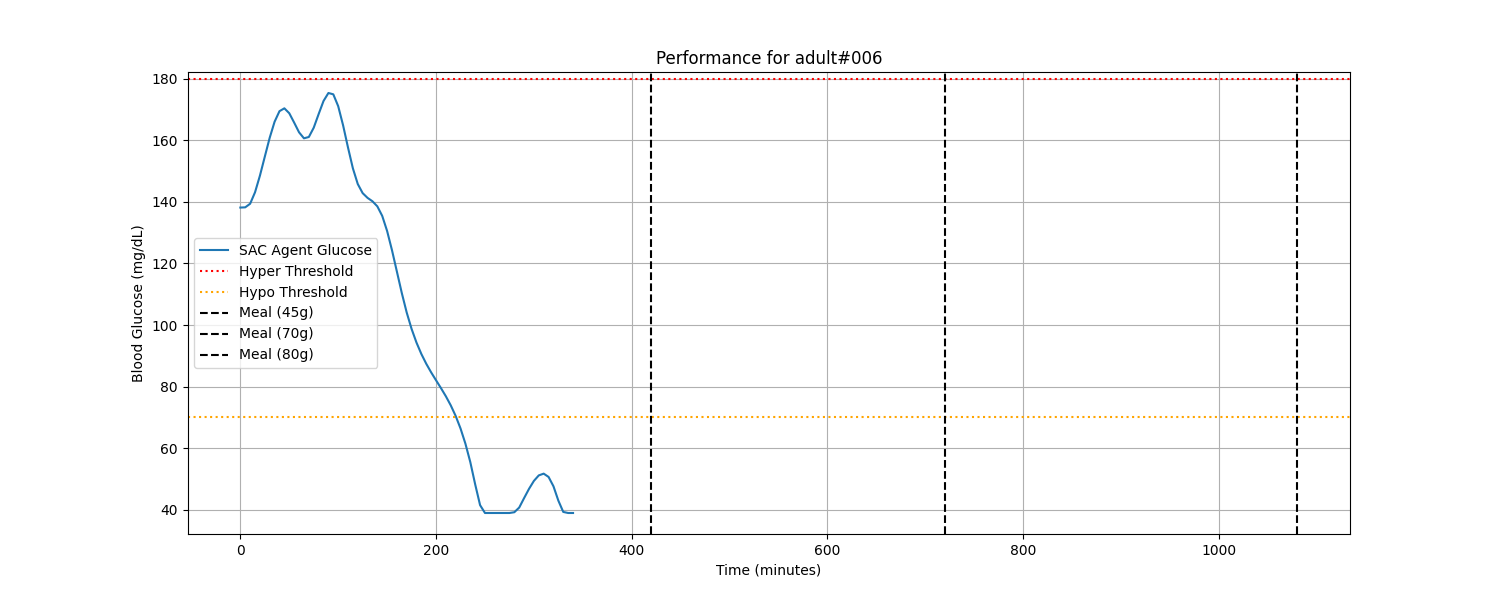 Performance for adult#006
Blood Glucose (mg/dL)
180
160
140
120
100
80
60
40
SAC Agent Glucose
Hyper Threshold
Hypo Threshold
Meal (45g)
Meal (70g)
Meal (80g)
0
200
400
600
800
1000
Time (minutes)